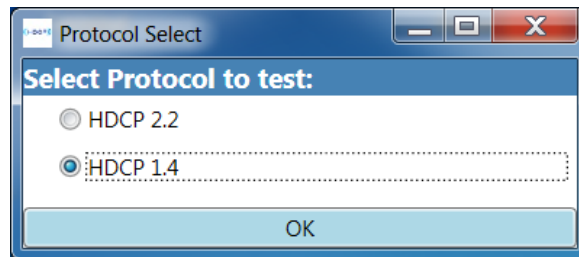 Protocol Select
Select Protocol to test:
HDCP 2.2
HDCP 1.4
OK